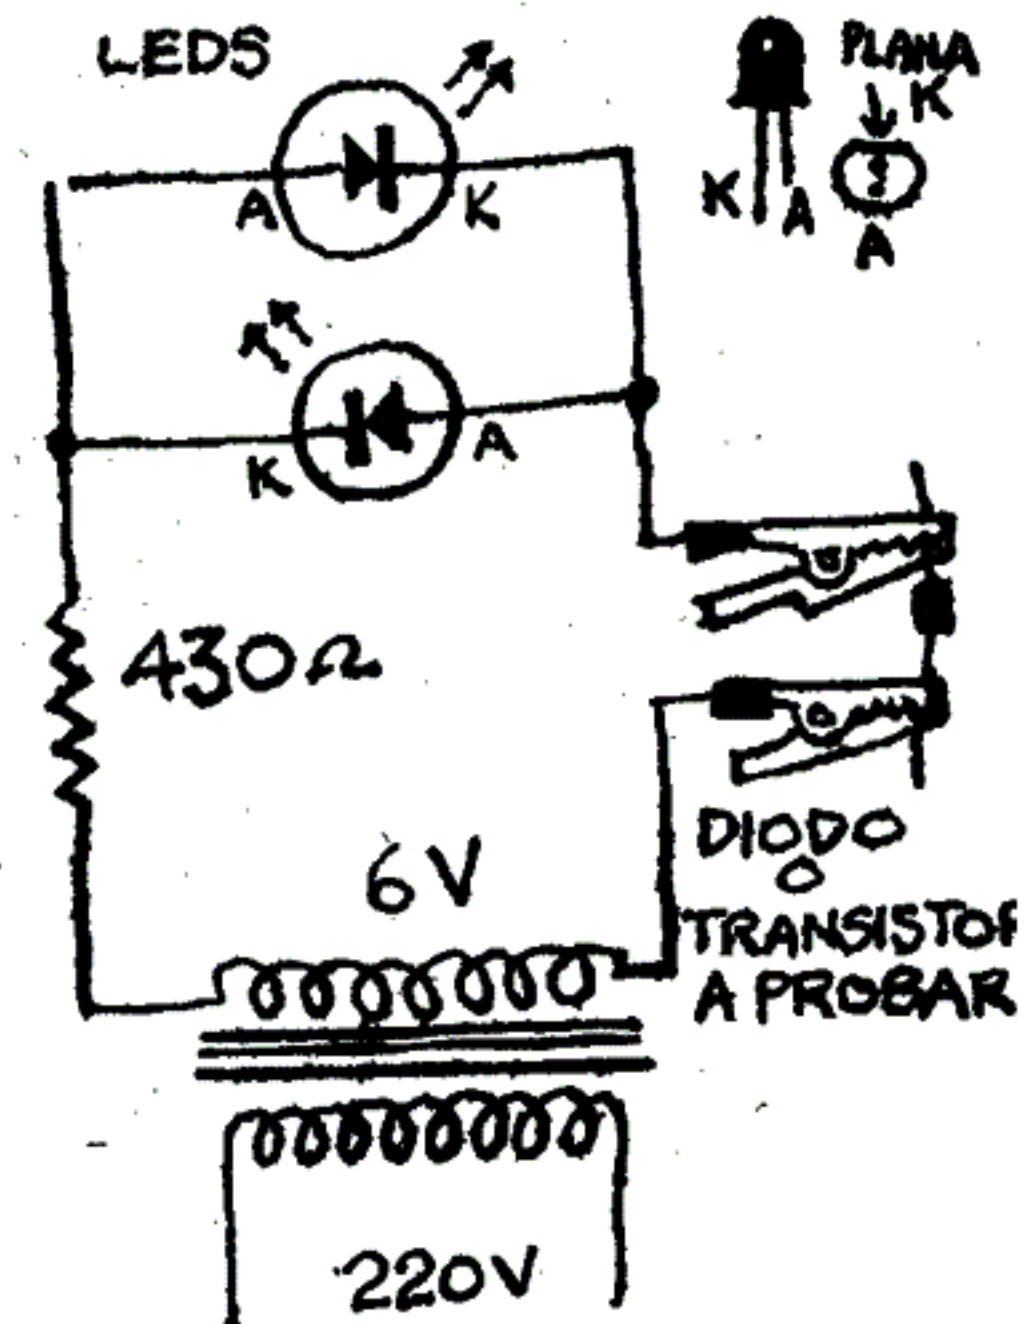 LEDS
PLANA
K
A
K
K
A
A
K
A
430Ω
6V
DIODO
O
TRANSISTOR
A PROBAR
220V